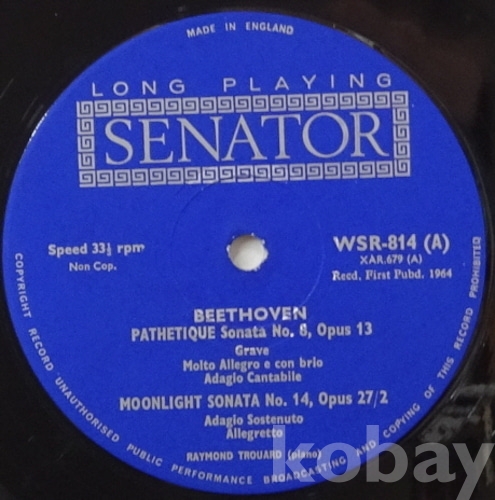 MADE IN ENGLAND
LONG PLAYING
SENATOR
Speed 33⅓ rpm
Non Cop.
WSR-814 (A)
XAR.679 (A)
Recd. First Pubd. 1964
BEETHOVEN
PATHETIQUE Sonata No. 8, Opus 13
Grave
Molto Allegro e con brio
Adagio Cantabile
MOONLIGHT SONATA No. 14, Opus 27/2
Adagio Sostenuto
Allegretto
RAYMOND TROUARD (piano)
COPYRIGHT RECORD UNAUTHORISED PUBLIC PERFORMANCE BROADCASTING AND COPYING OF THIS RECORD PROHIBITED
kobay